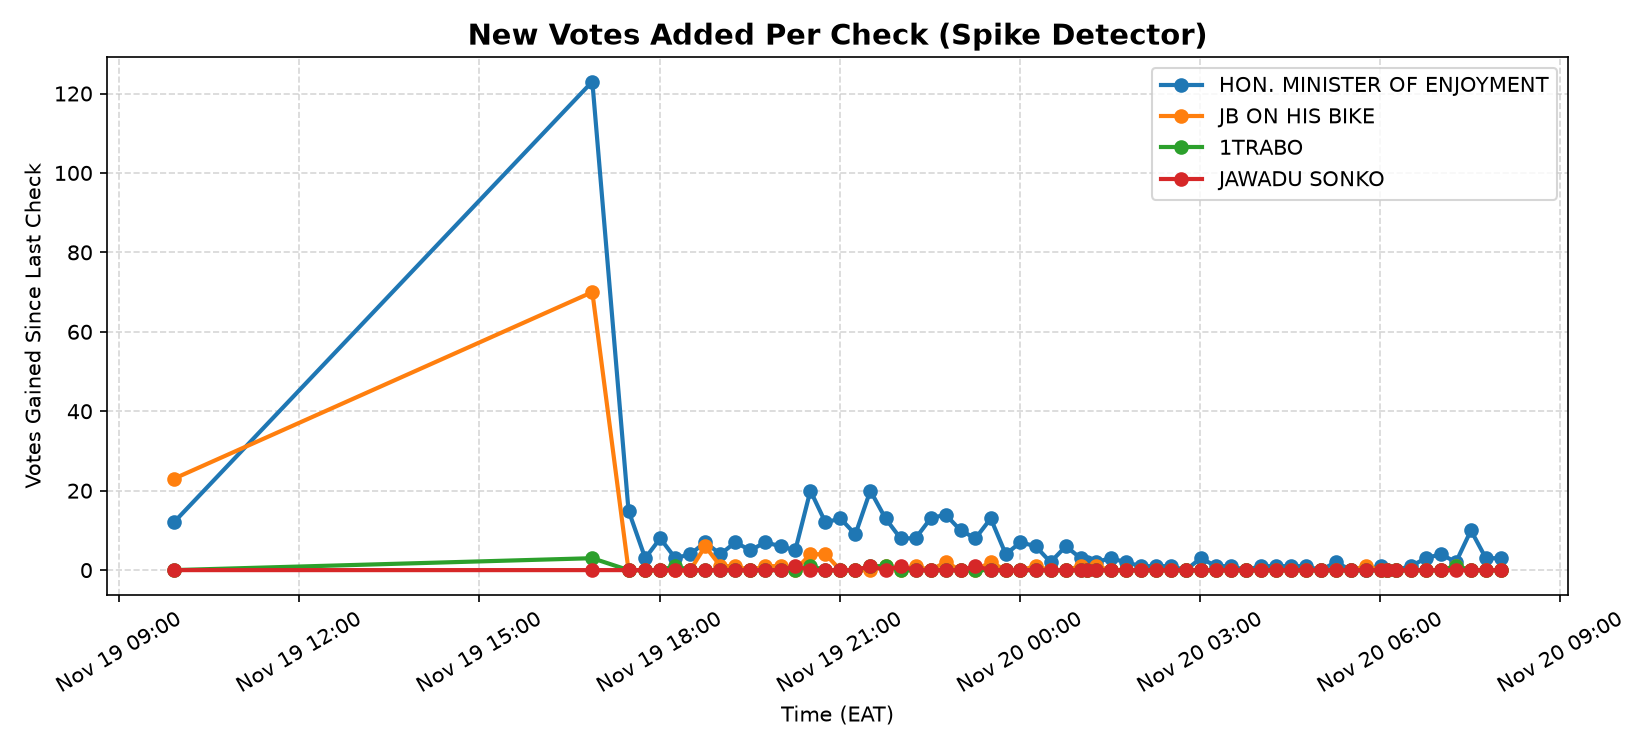 New Votes Added Per Check (Spike Detector)
HON. MINISTER OF ENJOYMENT
JB ON HIS BIKE
1TRABO
JAWADU SONKO
Votes Gained Since Last Check
120
100
80
60
40
20
0
Nov 19 09:00
Nov 19 12:00
Nov 19 15:00
Nov 19 18:00
Nov 19 21:00
Nov 20 00:00
Nov 20 03:00
Nov 20 06:00
Nov 20 09:00
Time (EAT)